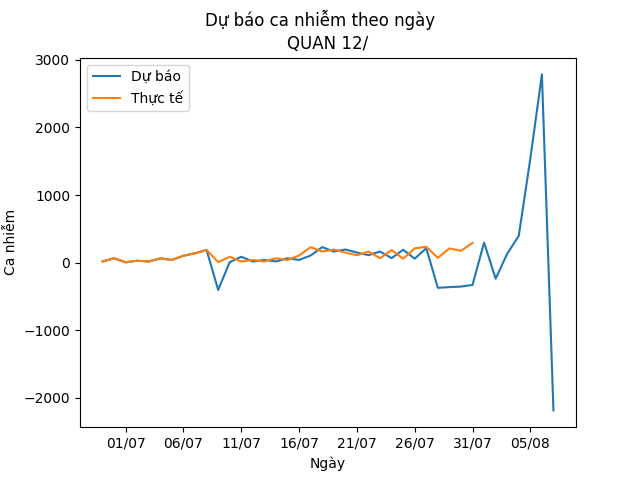 Dự báo ca nhiễm theo ngày
QUAN 12/
Dự báo
Thực tế
Ca nhiễm
3000
2000
1000
0
−1000
−2000
01/07 06/07 11/07 16/07 21/07 26/07 31/07 05/08
Ngày